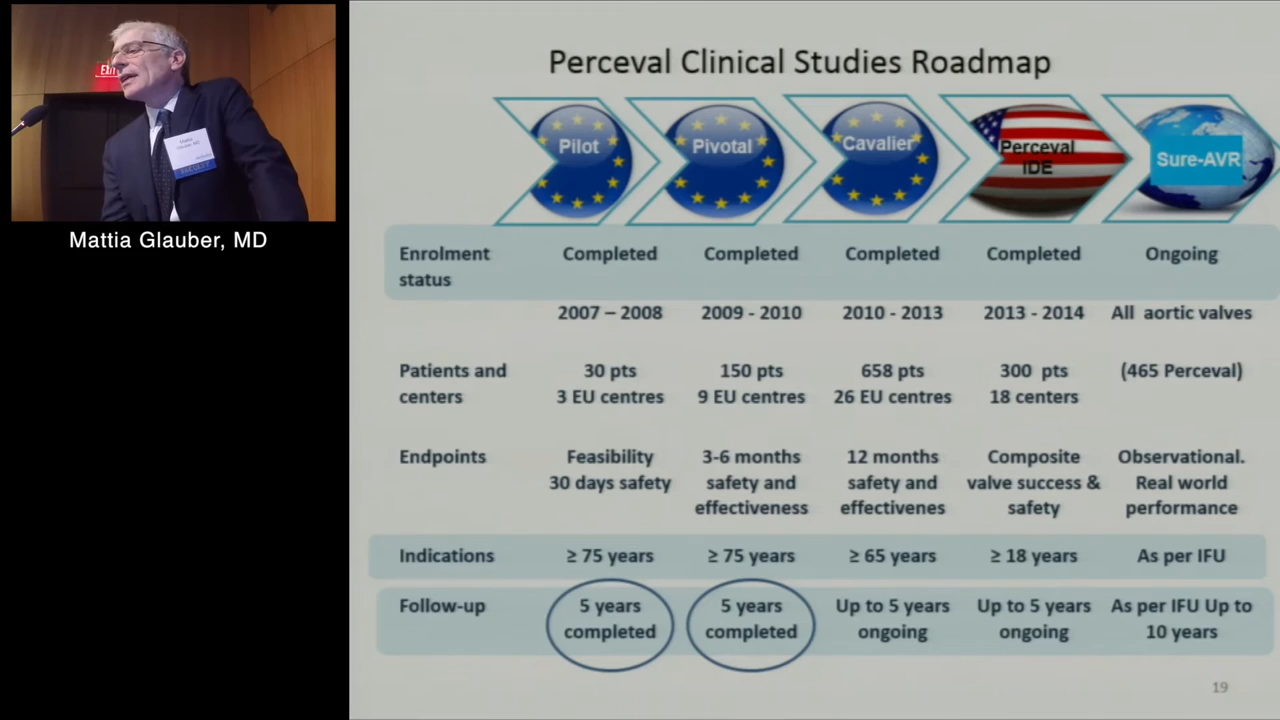 Exit
Mattia
Glauber, MD
FACULTY
Mattia Glauber, MD
Perceval Clinical Studies Roadmap
Pilot
Pivotal
Cavalier
Perceval
IDE
Sure-AVR
Enrolment
status
Completed
Completed
Completed
Completed
Ongoing
2007 – 2008
2009 - 2010
2010 - 2013
2013 - 2014
All aortic valves
Patients and
centers
30 pts
3 EU centres
150 pts
9 EU centres
658 pts
26 EU centres
300 pts
18 centers
(465 Perceval)
Endpoints
Feasibility
30 days safety
3-6 months
safety and
effectiveness
12 months
safety and
effectivenes
Composite
valve success &
safety
Observational.
Real world
performance
Indications
≥ 75 years
≥ 75 years
≥ 65 years
≥ 18 years
As per IFU
Follow-up
5 years
completed
5 years
completed
Up to 5 years
ongoing
Up to 5 years
ongoing
As per IFU Up to
10 years
19